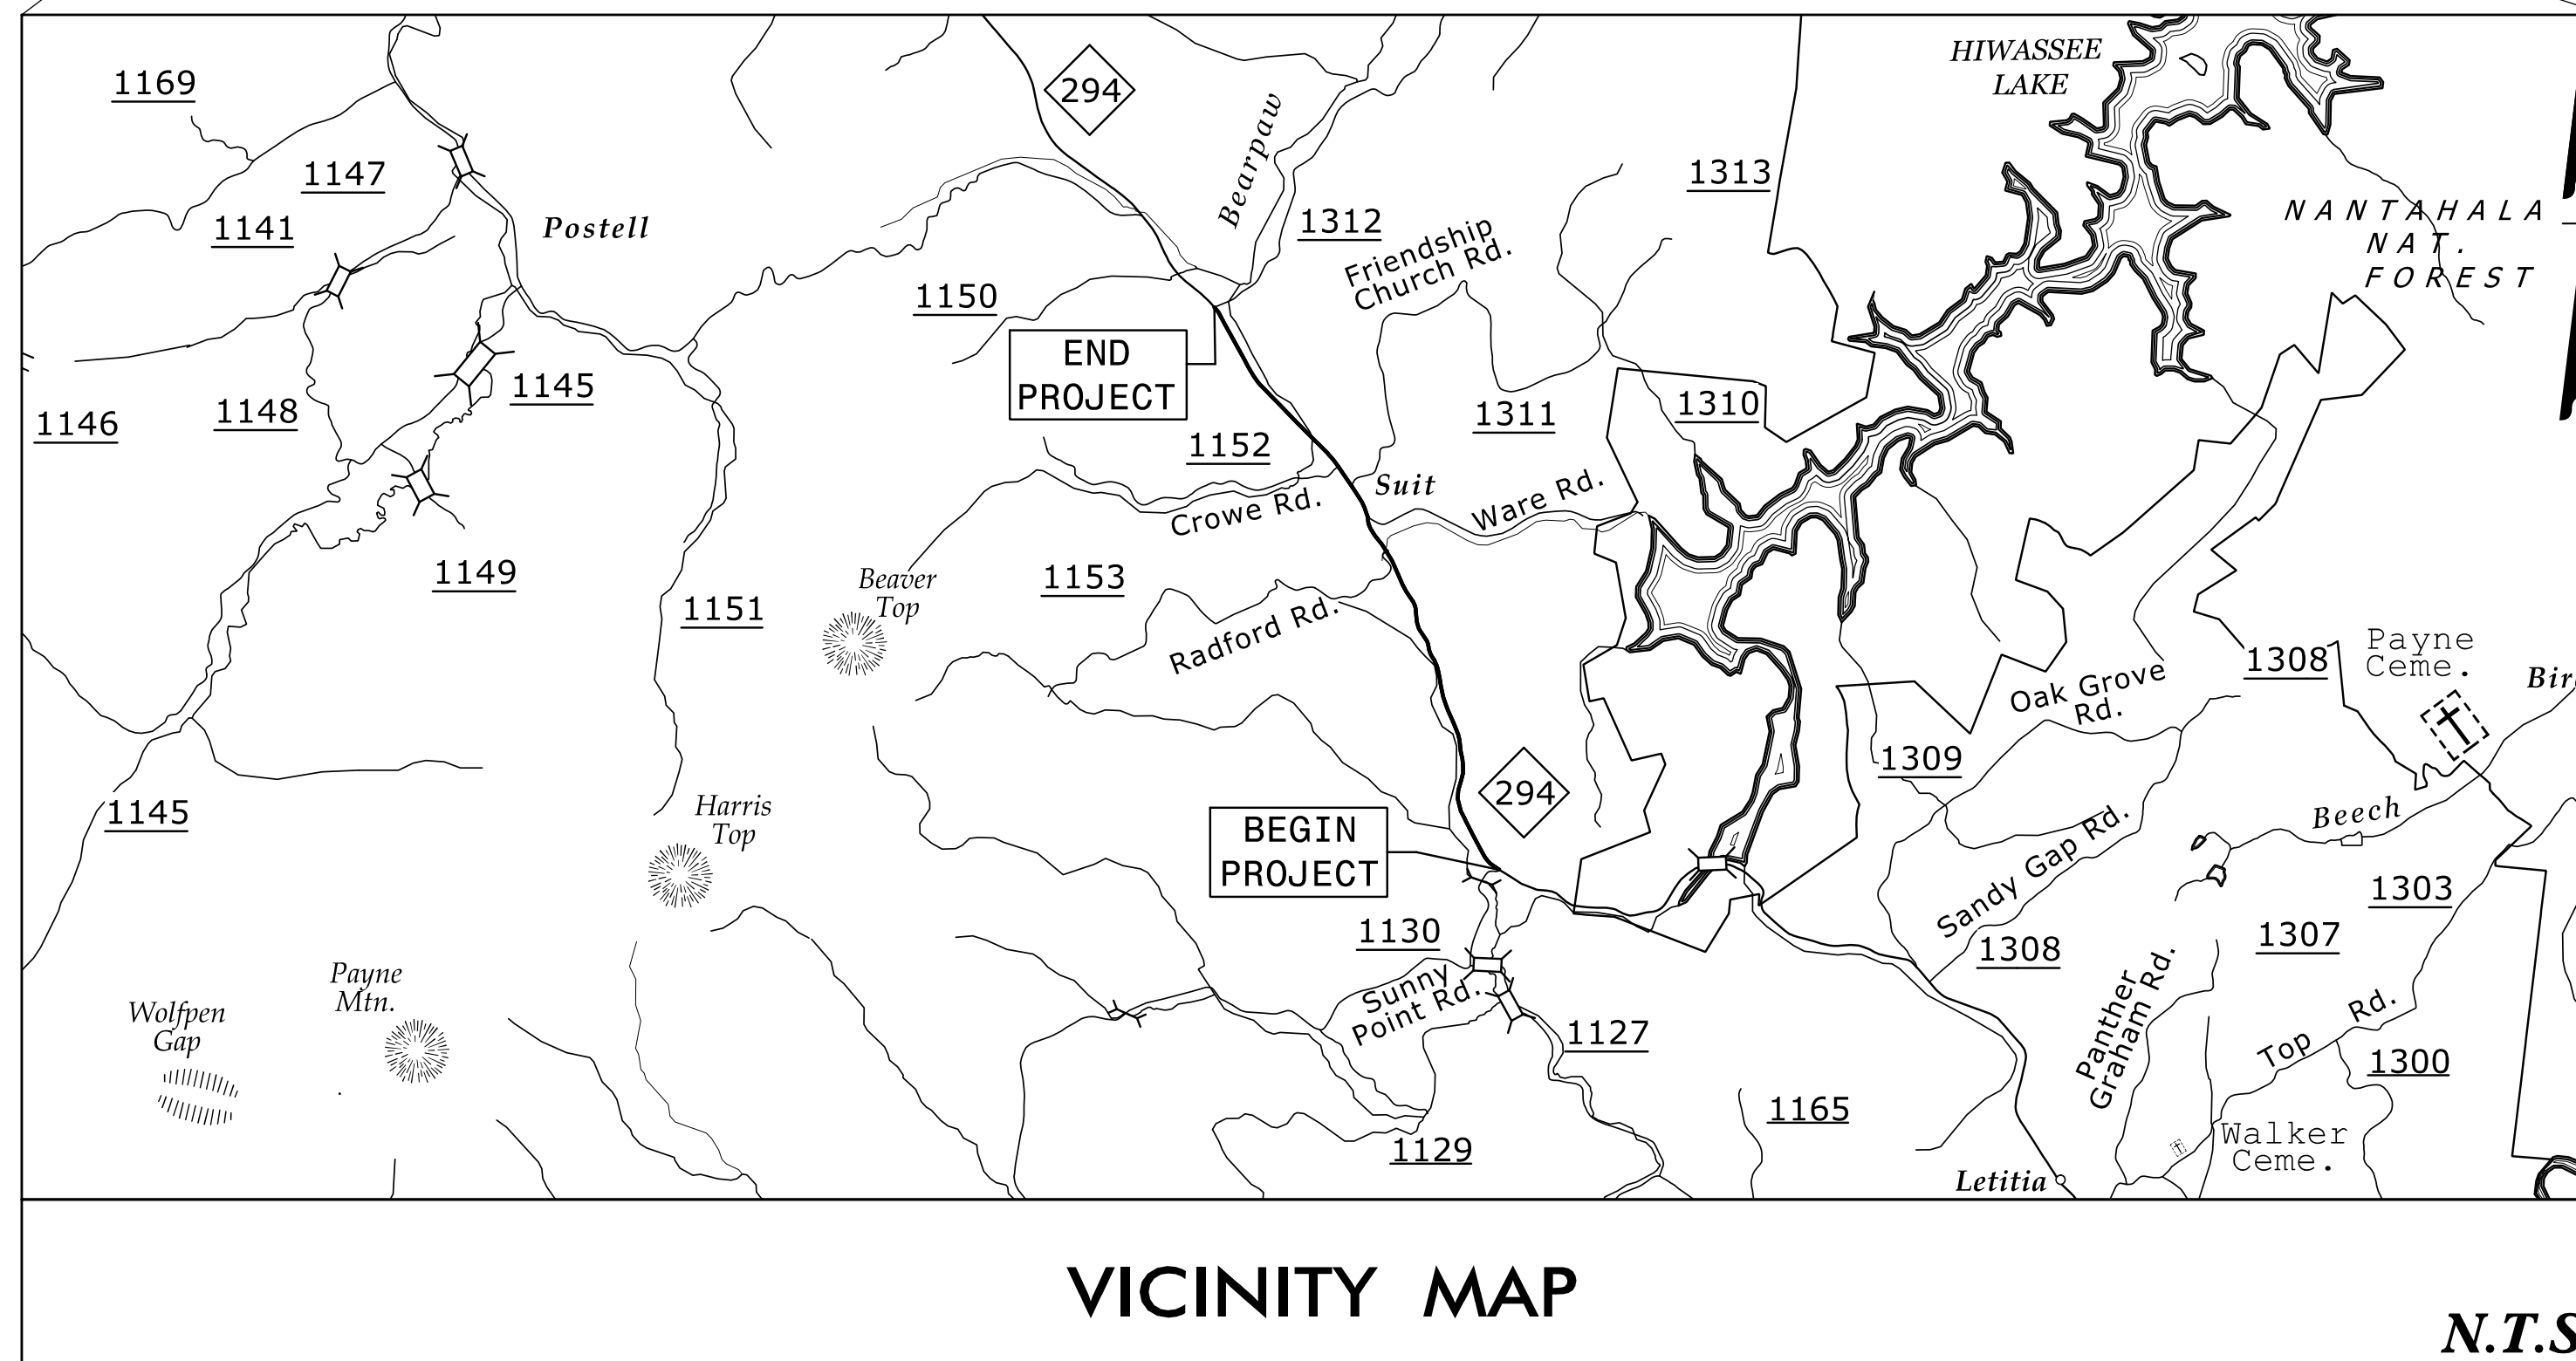 HIWASSEE
LAKE
1169
294
Bearpaw
1147
1313
1141
Postell
1312
NANTAHALA
NAT.
FOREST
Friendship
Church Rd.
1150
END
PROJECT
1145
1146
1148
1311
1310
1152
Suit
Ware Rd.
Crowe Rd.
1149
1153
Beaver
Top
1151
Radford Rd.
Payne
Ceme.
1308
Bir
Oak Grove
Rd.
1309
294
1145
Harris
Top
BEGIN
PROJECT
Beech
Sandy Gap Rd.
1303
1130
1307
1308
Payne
Mtn.
Wolfpen
Gap
Sunny
Point Rd.
Panther
Graham Rd.
Top Rd.
1127
1300
1165
1129
Walker
Ceme.
Letitia
VICINITY MAP
N.T.S